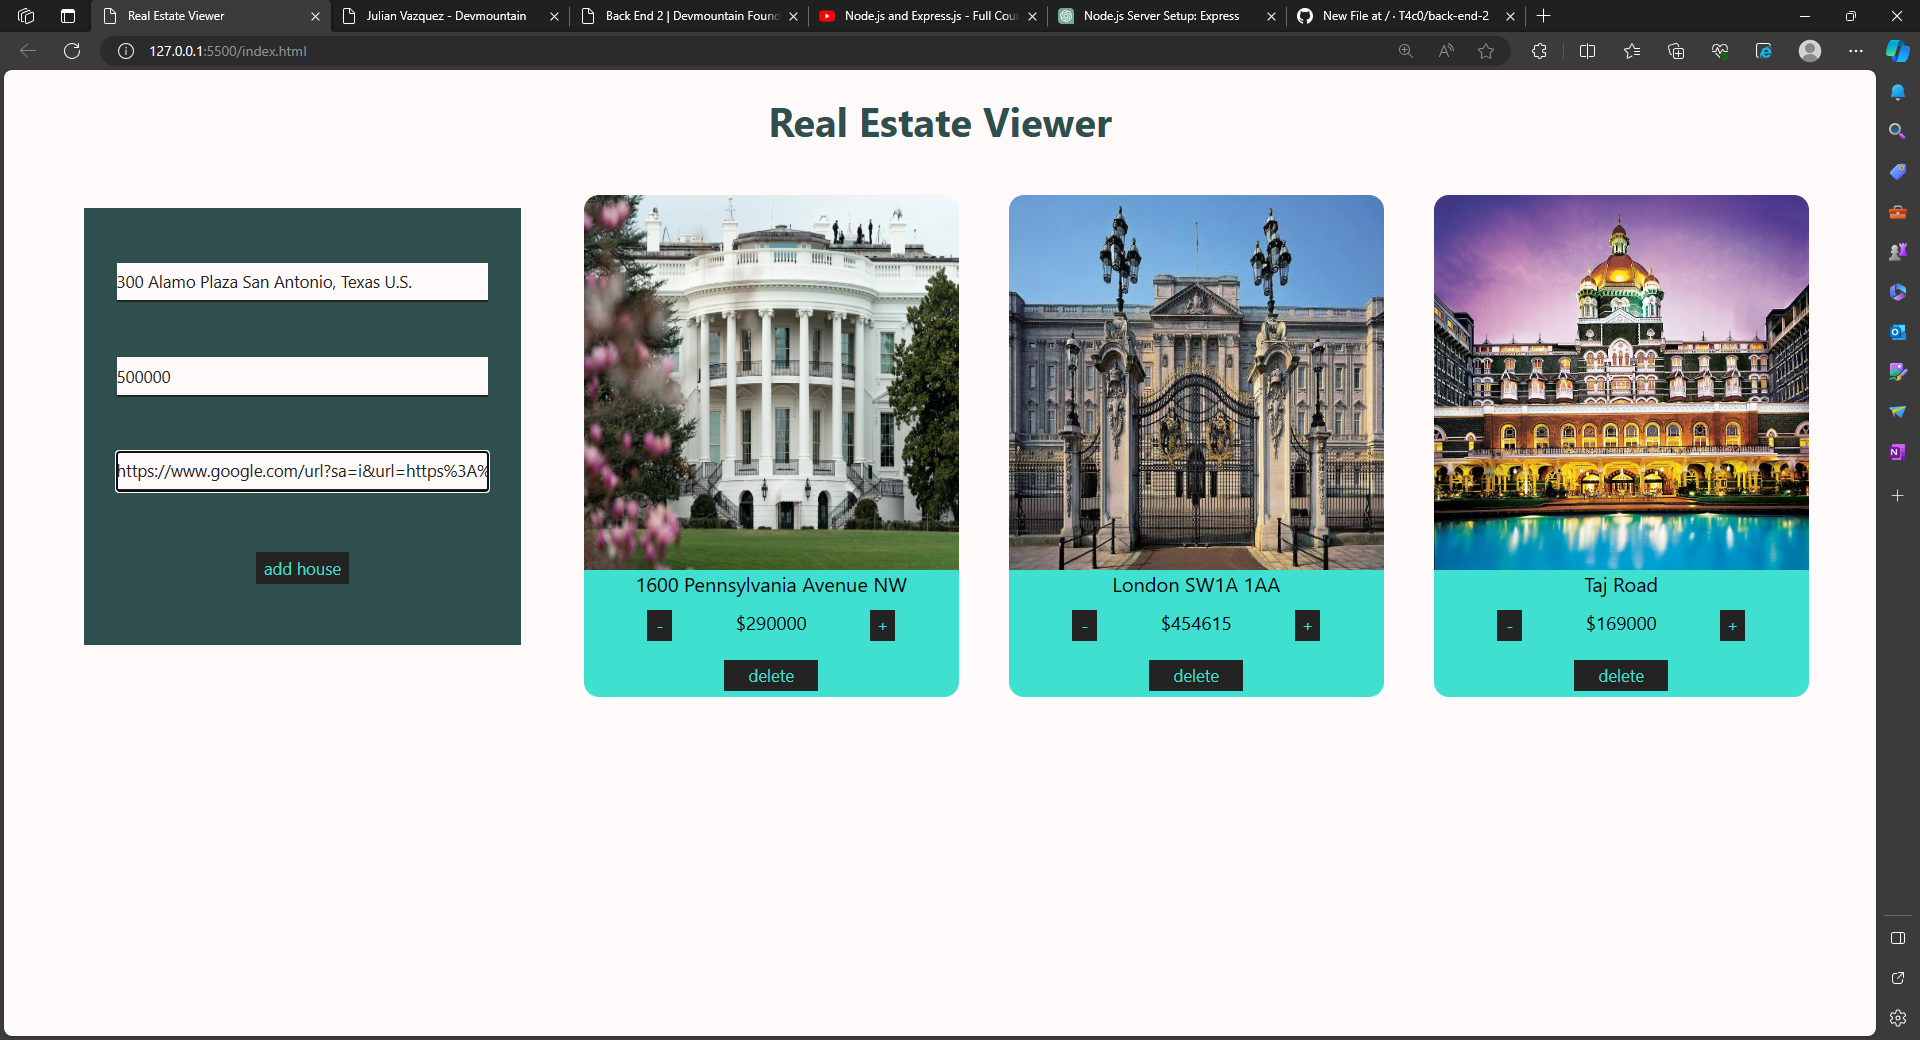 Real Estate Viewer
Julian Vazquez - Devmountain
Back End 2 | Devmountain Found
Node.js and Express.js - Full Cour
Node.js Server Setup: Express
New File at / · T4c0/back-end-2
127.0.0.1:5500/index.html
Real Estate Viewer
300 Alamo Plaza San Antonio, Texas U.S.
500000
https://www.google.com/url?sa=i&url=https%3A%
add house
1600 Pennsylvania Avenue NW
- $290000 +
delete
London SW1A 1AA
- $454615 +
delete
Taj Road
- $169000 +
delete